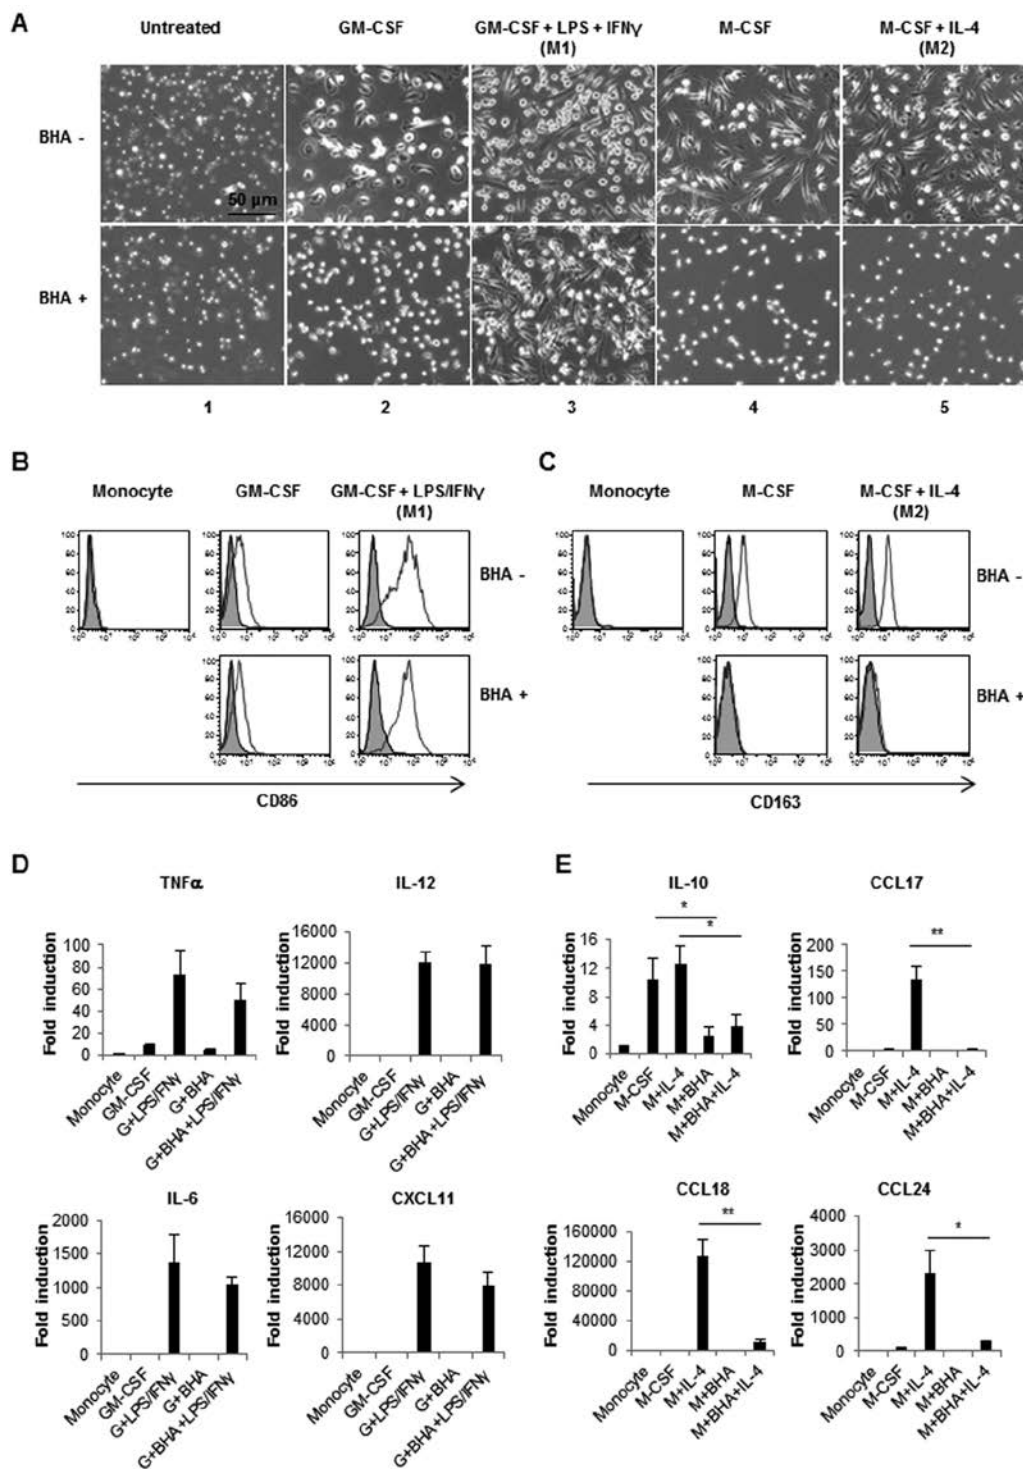 A
Untreated
GM-CSF
GM-CSF + LPS + IFNγ
(M1)
M-CSF
M-CSF + IL-4
(M2)
BHA -
50 µm
BHA +
1 2 3 4 5
B
Monocyte
GM-CSF
GM-CSF + LPS/IFNγ
(M1)
BHA -
BHA +
CD86
C
Monocyte
M-CSF
M-CSF + IL-4
(M2)
BHA -
BHA +
CD163
D
TNFα
Fold induction
100
80
60
40
20
0
Monocyte
GM-CSF
G+LPS/IFNγ
G+BHA
G+BHA+LPS/IFNγ
IL-12
Fold induction
16000
12000
8000
4000
0
Monocyte
GM-CSF
G+LPS/IFNγ
G+BHA
G+BHA+LPS/IFNγ
IL-6
Fold induction
2000
1500
1000
500
0
Monocyte
GM-CSF
G+LPS/IFNγ
G+BHA
G+BHA+LPS/IFNγ
CXCL11
Fold induction
16000
12000
8000
4000
0
Monocyte
GM-CSF
G+LPS/IFNγ
G+BHA
G+BHA+LPS/IFNγ
E
IL-10
*
*
Fold induction
16
12
8
4
0
Monocyte
M-CSF
M+IL-4
M+BHA
M+BHA+IL-4
CCL17
**
Fold induction
200
150
100
50
0
Monocyte
M-CSF
M+IL-4
M+BHA
M+BHA+IL-4
CCL18
**
Fold induction
160000
120000
80000
40000
0
Monocyte
M-CSF
M+IL-4
M+BHA
M+BHA+IL-4
CCL24
*
Fold induction
4000
3000
2000
1000
0
Monocyte
M-CSF
M+IL-4
M+BHA
M+BHA+IL-4